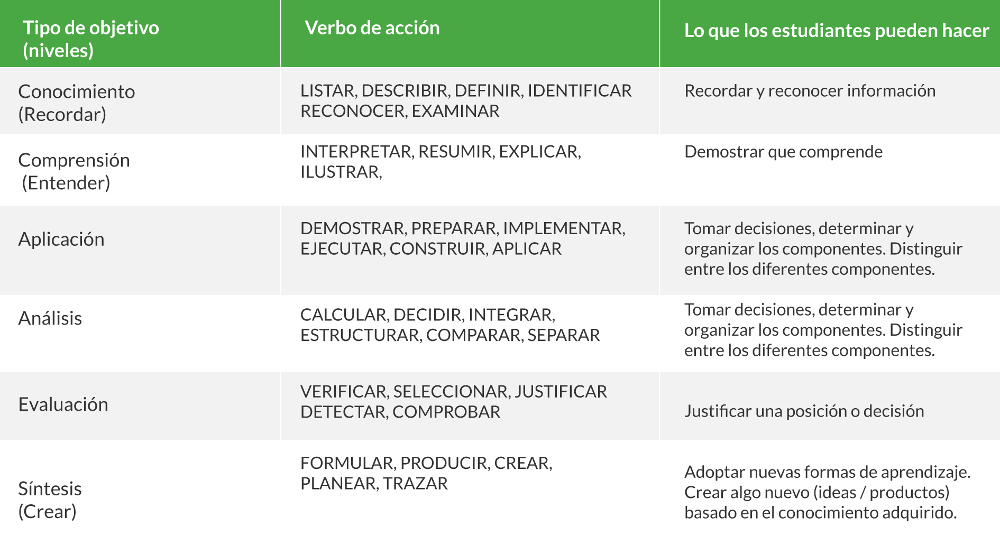 Tipo de objetivo
(niveles)
Verbo de acción
Lo que los estudiantes pueden hacer
Conocimiento
(Recordar)
LISTAR, DESCRIBIR, DEFINIR, IDENTIFICAR
RECONOCER, EXAMINAR
Recordar y reconocer información
Comprensión
(Entender)
INTERPRETAR, RESUMIR, EXPLICAR,
ILUSTRAR,
Demostrar que comprende
Aplicación
DEMOSTRAR, PREPARAR, IMPLEMENTAR,
EJECUTAR, CONSTRUIR, APLICAR
Tomar decisiones, determinar y
organizar los componentes. Distinguir
entre los diferentes componentes.
Análisis
CALCULAR, DECIDIR, INTEGRAR,
ESTRUCTURAR, COMPARAR, SEPARAR
Tomar decisiones, determinar y
organizar los componentes. Distinguir
entre los diferentes componentes.
Evaluación
VERIFICAR, SELECCIONAR, JUSTIFICAR
DETECTAR, COMPROBAR
Justificar una posición o decisión
Síntesis
(Crear)
FORMULAR, PRODUCIR, CREAR,
PLANEAR, TRAZAR
Adoptar nuevas formas de aprendizaje.
Crear algo nuevo (ideas / productos)
basado en el conocimiento adquirido.